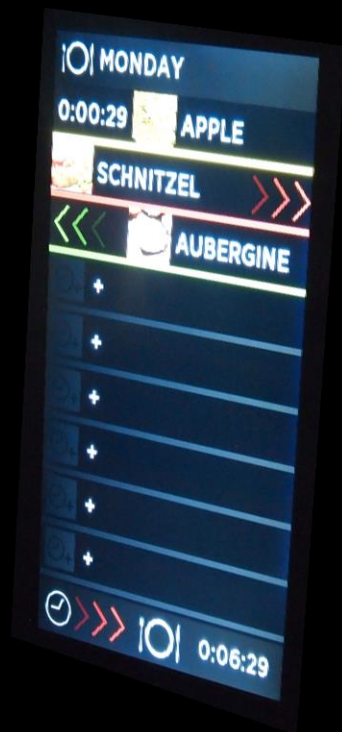 MONDAY
0:00:29 APPLE
SCHNITZEL
AUBERGINE
+
+
+
+
+
+
0:06:29